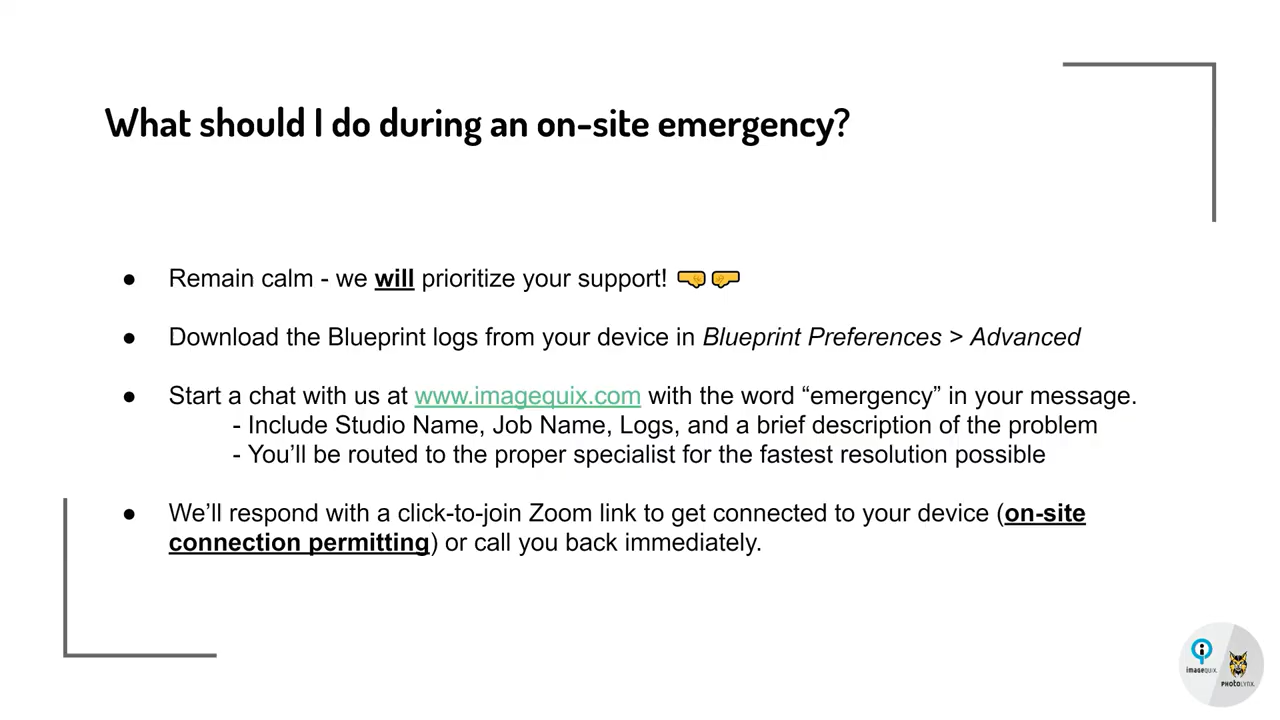 What should I do during an on-site emergency?
● Remain calm - we will prioritize your support! 🤜🤛
● Download the Blueprint logs from your device in Blueprint Preferences > Advanced
● Start a chat with us at www.imagequix.com with the word “emergency” in your message.
- Include Studio Name, Job Name, Logs, and a brief description of the problem
- You’ll be routed to the proper specialist for the fastest resolution possible
● We’ll respond with a click-to-join Zoom link to get connected to your device (on-site
connection permitting) or call you back immediately.
imagequix.
PHOTOLYNX.